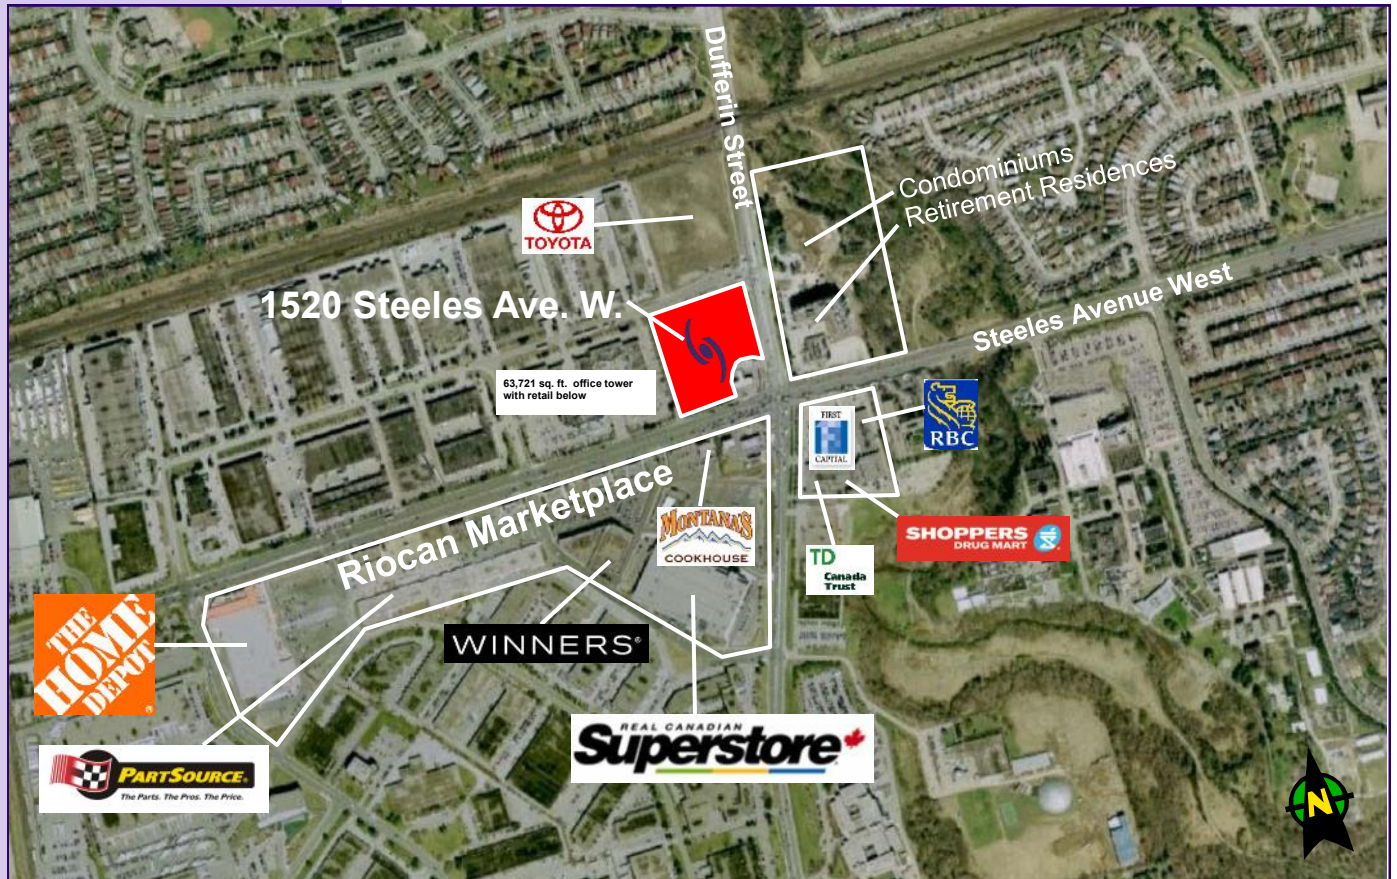 Dufferin Street
Condominiums
Retirement Residences
TOYOTA
1520 Steeles Ave. W.
Steeles Avenue West
63,721 sq. ft. office tower
with retail below
FIRST
CAPITAL
RBC
Riocan Marketplace
MONTANA'S
COOKHOUSE
SHOPPERS
DRUG MART
TD
Canada
Trust
THE
HOME
DEPOT
WINNERS®
REAL CANADIAN
Superstore
PARTSOURCE
The Parts. The Pros. The Price.
N